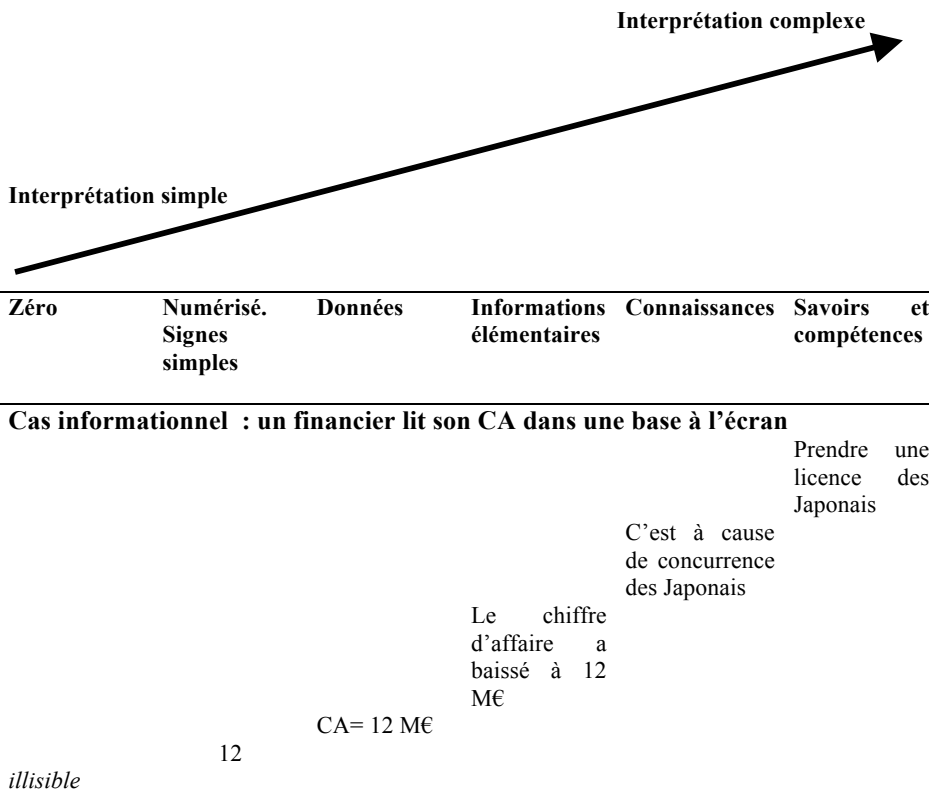 Interprétation complexe
Interprétation simple
Zéro Numérisé. Données Informations Connaissances Savoirs et
Signes élémentaires compétences
simples
Cas informationnel : un financier lit son CA dans une base à l’écran
Prendre une
licence des
Japonais
C’est à cause
de concurrence
des Japonais
Le chiffre
d’affaire a
baissé à 12
M€
CA= 12 M€
12
illisible